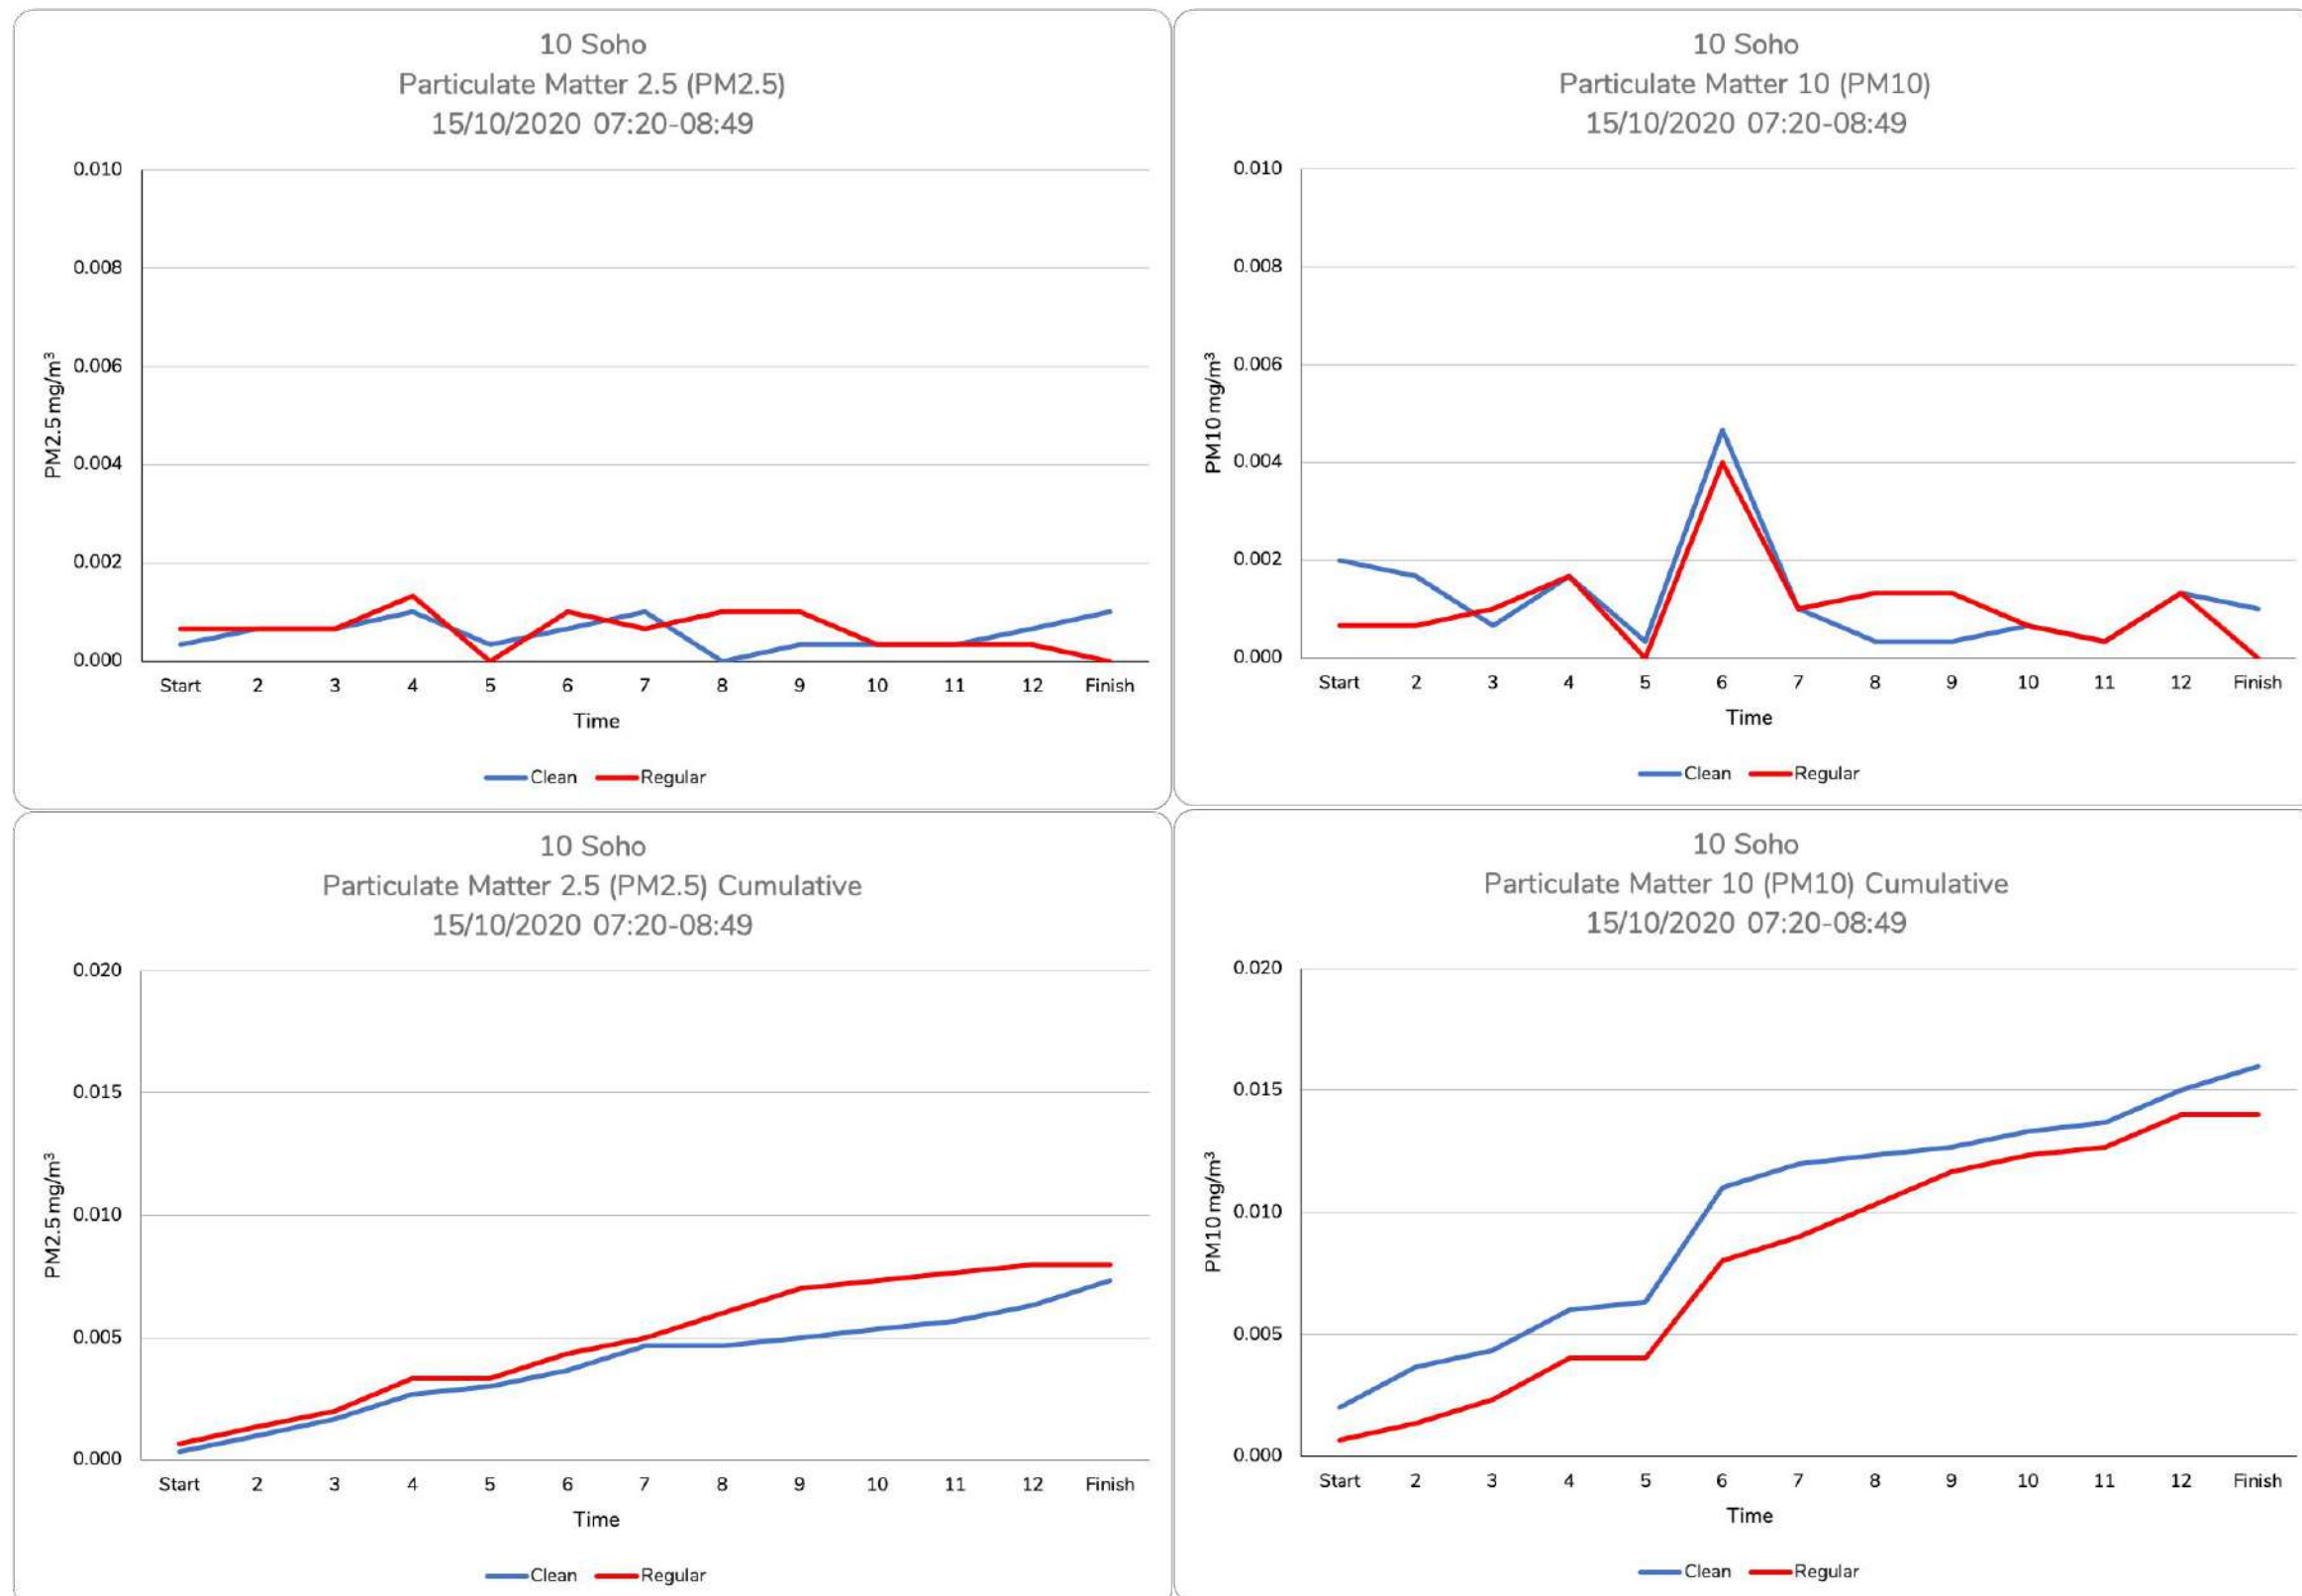 10 Soho
Particulate Matter 2.5 (PM2.5)
15/10/2020 07:20-08:49
0.010
0.008
0.006
0.004
0.002
0.000
PM2.5 mg/m³
Start 2 3 4 5 6 7 8 9 10 11 12 Finish
Time
Clean Regular
10 Soho
Particulate Matter 10 (PM10)
15/10/2020 07:20-08:49
0.010
0.008
0.006
0.004
0.002
0.000
PM10 mg/m³
Start 2 3 4 5 6 7 8 9 10 11 12 Finish
Time
Clean Regular
10 Soho
Particulate Matter 2.5 (PM2.5) Cumulative
15/10/2020 07:20-08:49
0.020
0.015
0.010
0.005
0.000
PM2.5 mg/m³
Start 2 3 4 5 6 7 8 9 10 11 12 Finish
Time
Clean Regular
10 Soho
Particulate Matter 10 (PM10) Cumulative
15/10/2020 07:20-08:49
0.020
0.015
0.010
0.005
0.000
PM10 mg/m³
Start 2 3 4 5 6 7 8 9 10 11 12 Finish
Time
Clean Regular